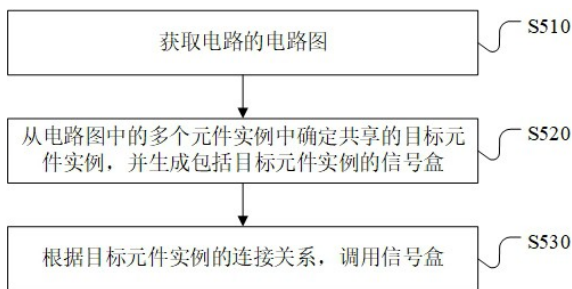 获取电路的电路图
S510
从电路图中的多个元件实例中确定共享的目标元
件实例，并生成包括目标元件实例的信号盒
S520
根据目标元件实例的连接关系，调用信号盒
S530